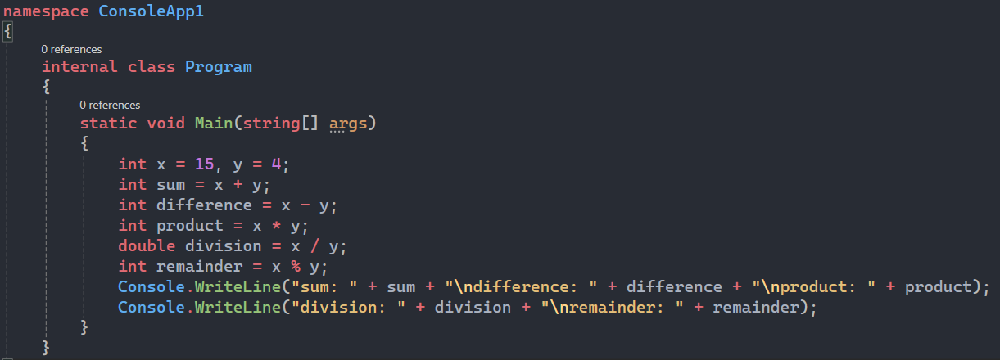 namespace ConsoleApp1
{
0 references
internal class Program
{
0 references
static void Main(string[] args)
{
int x = 15, y = 4;
int sum = x + y;
int difference = x - y;
int product = x * y;
double division = x / y;
int remainder = x % y;
Console.WriteLine("sum: " + sum + "\ndifference: " + difference + "\nproduct: " + product);
Console.WriteLine("division: " + division + "\nremainder: " + remainder);
}
}